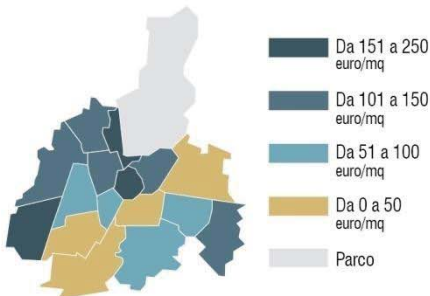 Da 151 a 250
euro/mq
Da 101 a 150
euro/mq
Da 51 a 100
euro/mq
Da 0 a 50
euro/mq
Parco